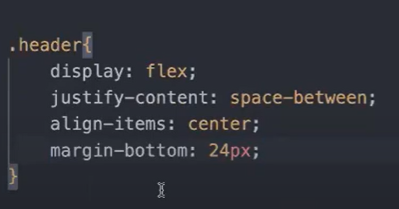 .header{
display: flex;
justify-content: space-between;
align-items: center;
margin-bottom: 24px;
}